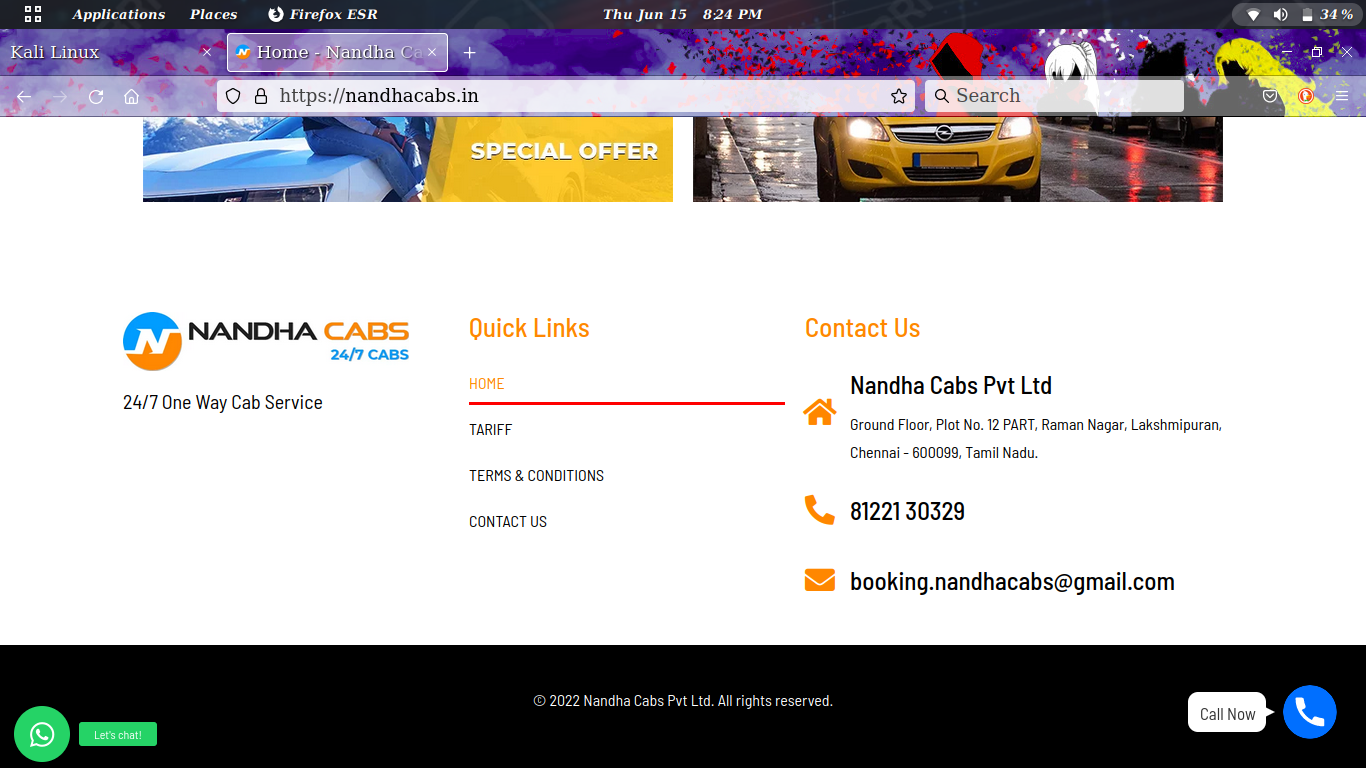 Applications Places Firefox ESR Thu Jun 15 8:24 PM 34 %
Kali Linux Home - Nandha Ca
https://nandhacabs.in Search
SPECIAL OFFER
NANDHA CABS
24/7 CABS
24/7 One Way Cab Service
Quick Links
HOME
TARIFF
TERMS & CONDITIONS
CONTACT US
Contact Us
Nandha Cabs Pvt Ltd
Ground Floor, Plot No. 12 PART, Raman Nagar, Lakshmipuran,
Chennai - 600099, Tamil Nadu.
81221 30329
booking.nandhacabs@gmail.com
© 2022 Nandha Cabs Pvt Ltd. All rights reserved.
Let's chat!
Call Now